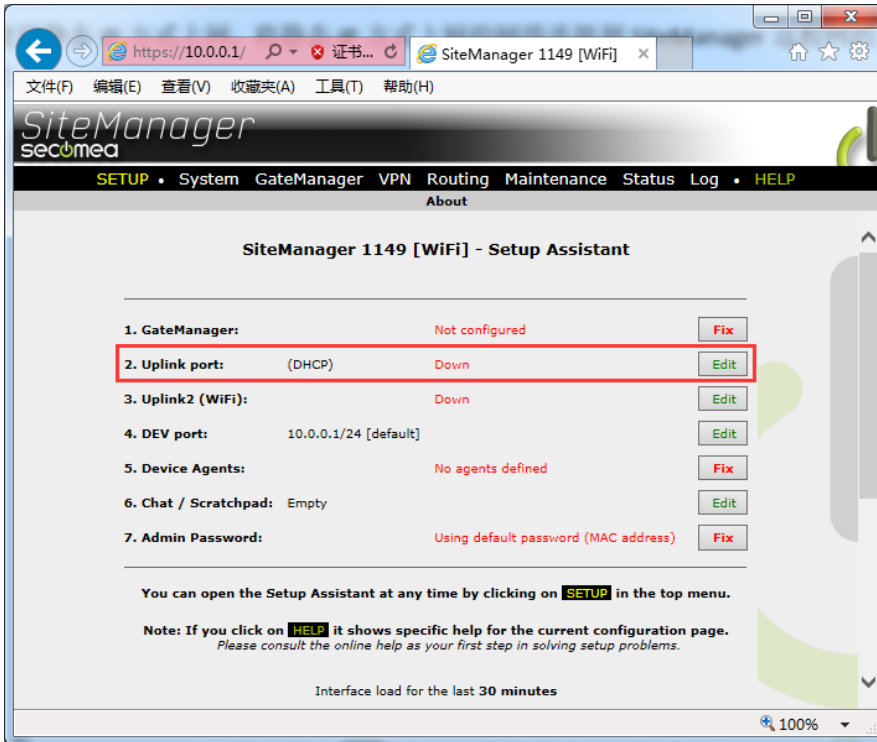 https://10.0.0.1/ 证书... SiteManager 1149 [WiFi]
文件(F) 编辑(E) 查看(V) 收藏夹(A) 工具(T) 帮助(H)
SiteManager
secomea
SETUP • System GateManager VPN Routing Maintenance Status Log • HELP
About
SiteManager 1149 [WiFi] - Setup Assistant
1. GateManager: Not configured Fix
2. Uplink port: (DHCP) Down Edit
3. Uplink2 (WiFi): Down Edit
4. DEV port: 10.0.0.1/24 [default] Edit
5. Device Agents: No agents defined Fix
6. Chat / Scratchpad: Empty Edit
7. Admin Password: Using default password (MAC address) Fix
You can open the Setup Assistant at any time by clicking on SETUP in the top menu.
Note: If you click on HELP it shows specific help for the current configuration page.
Please consult the online help as your first step in solving setup problems.
Interface load for the last 30 minutes
100%